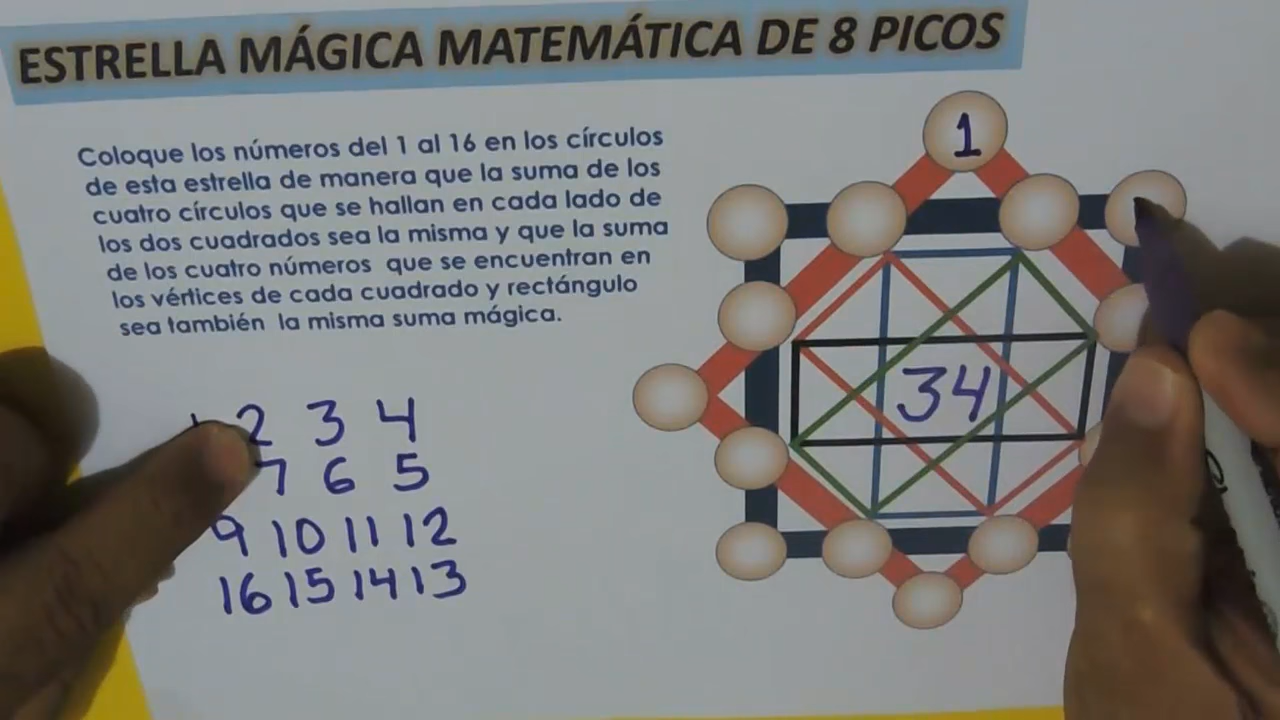 ESTRELLA MÁGICA MATEMÁTICA DE 8 PICOS
Coloque los números del 1 al 16 en los círculos
de esta estrella de manera que la suma de los
cuatro círculos que se hallan en cada lado de
los dos cuadrados sea la misma y que la suma
de los cuatro números que se encuentran en
los vértices de cada cuadrado y rectángulo
sea también la misma suma mágica.
1
34
2 3 4
7 6 5
9 10 11 12
16 15 14 13